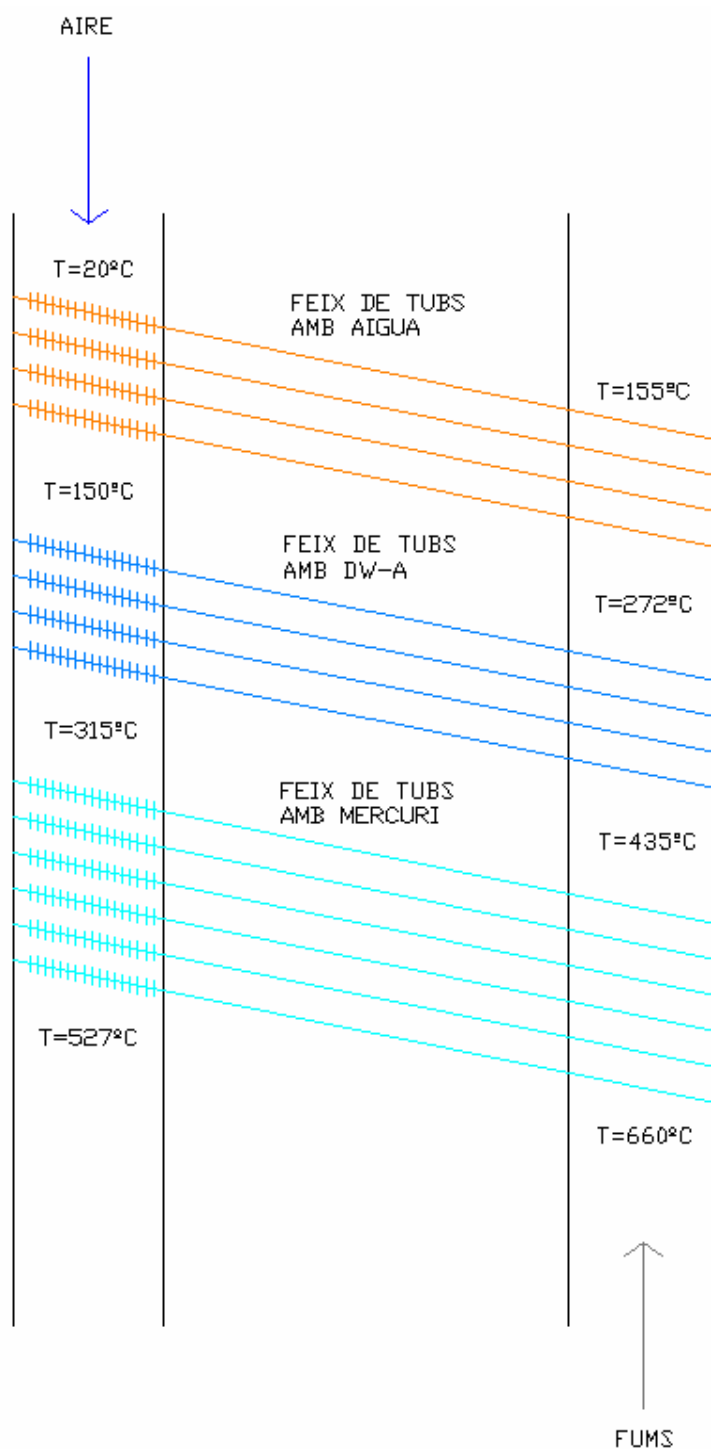 AIRE
T=20ºC
FEIX DE TUBS
AMB AIGUA
T=155ºC
T=150ºC
FEIX DE TUBS
AMB DW-A
T=272ºC
T=315ºC
FEIX DE TUBS
AMB MERCURI
T=435ºC
T=527ºC
T=660ºC
FUMS